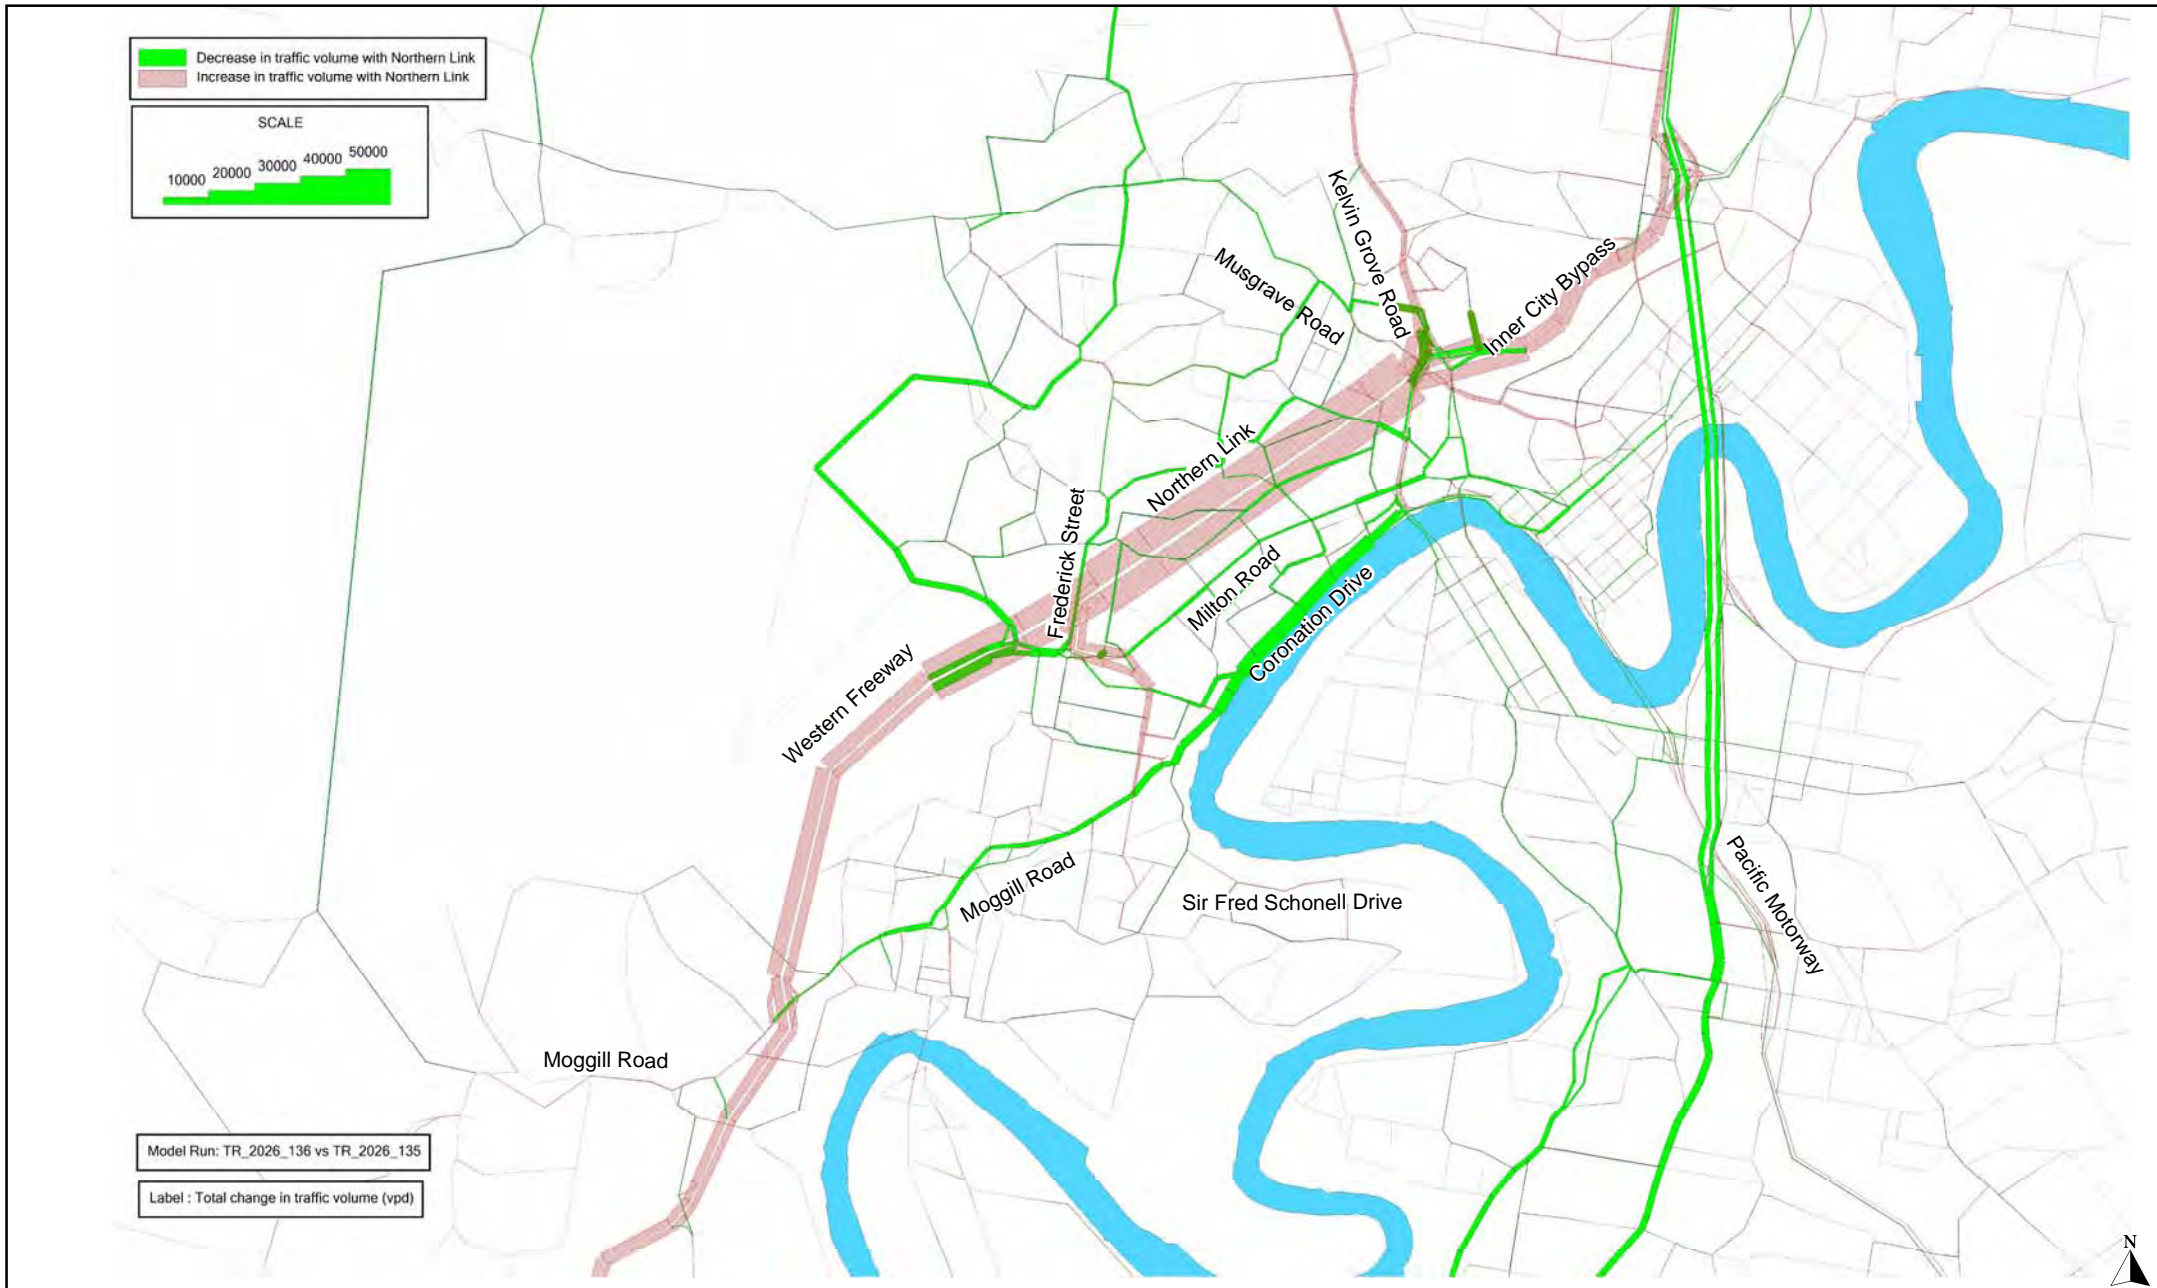 Decrease in traffic volume with Northern Link
Increase in traffic volume with Northern Link
SCALE
10000 20000 30000 40000 50000
Kelvin Grove Road
Musgrave Road
Inner City Bypass
Northern Link
Frederick Street
Milton Road
Coronation Drive
Western Freeway
Moggill Road
Sir Fred Schonell Drive
Pacific Motorway
Moggill Road
Model Run: TR_2026_136 vs TR_2026_135
Label : Total change in traffic volume (vpd)
N